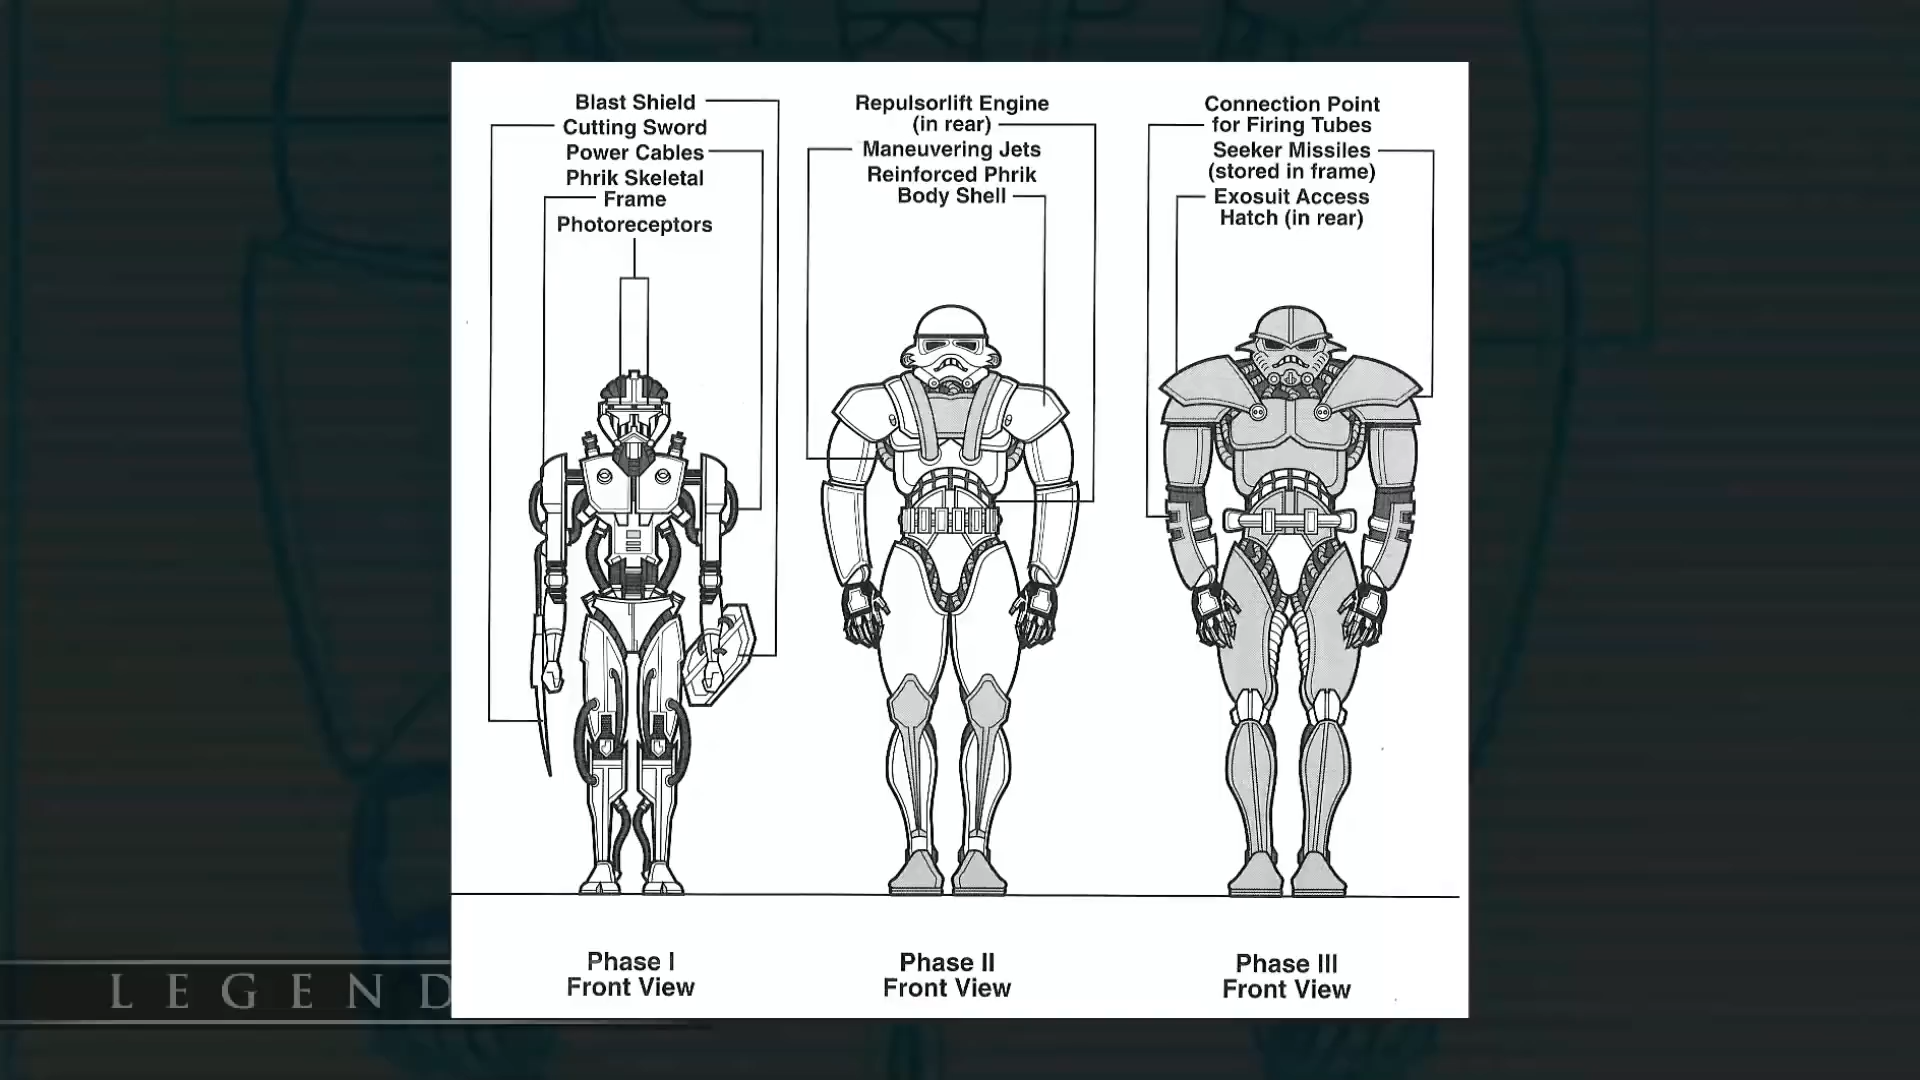 Blast Shield
Cutting Sword
Power Cables
Phrik Skeletal
Frame
Photoreceptors
Repulsorlift Engine
(in rear)
Maneuvering Jets
Reinforced Phrik
Body Shell
Connection Point
for Firing Tubes
Seeker Missiles
(stored in frame)
Exosuit Access
Hatch (in rear)
Phase I
Front View
Phase II
Front View
Phase III
Front View
LEGEND